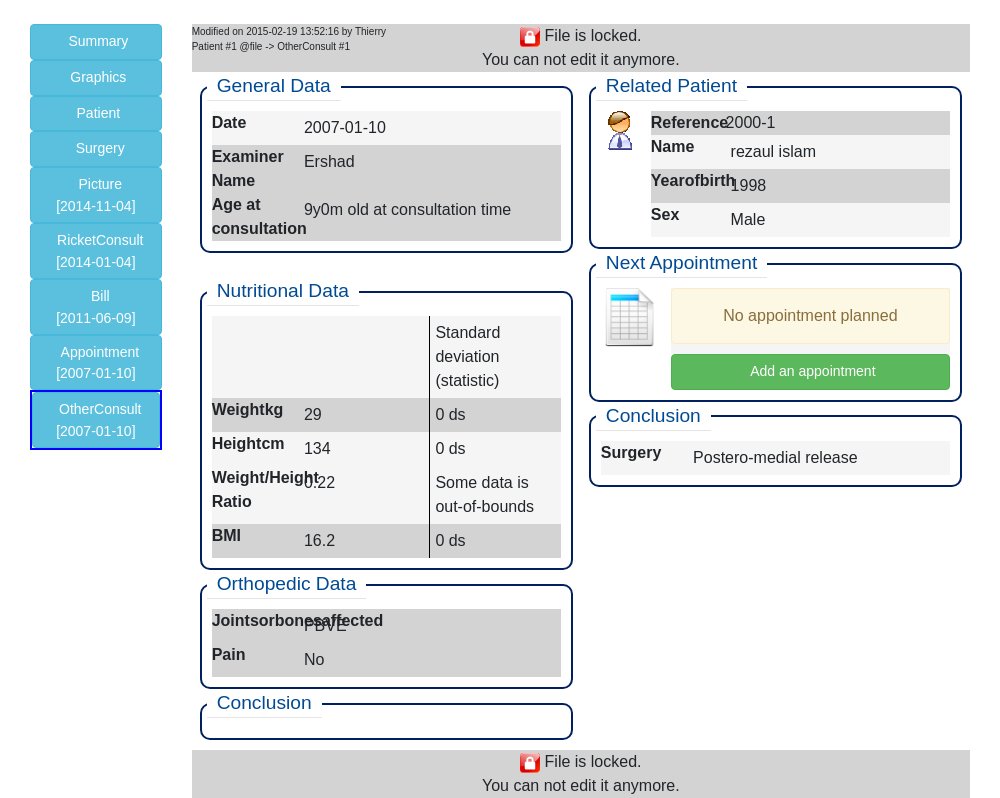 Summary
Graphics
Patient
Surgery
Picture
[2014-11-04]
RicketConsult
[2014-01-04]
Bill
[2011-06-09]
Appointment
[2007-01-10]
OtherConsult
[2007-01-10]
Modified on 2015-02-19 13:52:16 by Thierry
Patient #1 @file -> OtherConsult #1
File is locked.
You can not edit it anymore.
General Data
Date 2007-01-10
Examiner Name Ershad
Age at consultation 9y0m old at consultation time
Nutritional Data
Standard
deviation
(statistic)
Weightkg 29 0 ds
Heightcm 134 0 ds
Weight/Height Ratio 0.22 Some data is
out-of-bounds
BMI 16.2 0 ds
Orthopedic Data
Jointsorbonesaffected PBVE
Pain No
Conclusion
Related Patient
Reference 2000-1
Name rezaul islam
Yearofbirth 1998
Sex Male
Next Appointment
No appointment planned
Add an appointment
Conclusion
Surgery Postero-medial release
File is locked.
You can not edit it anymore.